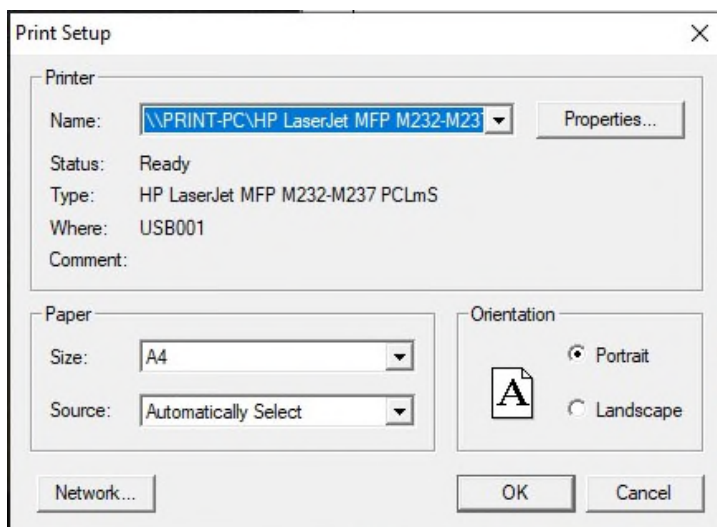 Print Setup
Printer
Name: \\PRINT-PC\HP LaserJet MFP M232-M237 Properties...
Status: Ready
Type: HP LaserJet MFP M232-M237 PCLmS
Where: USB001
Comment:
Paper
Size: A4
Source: Automatically Select
Orientation
A
Portrait
Landscape
Network... OK Cancel